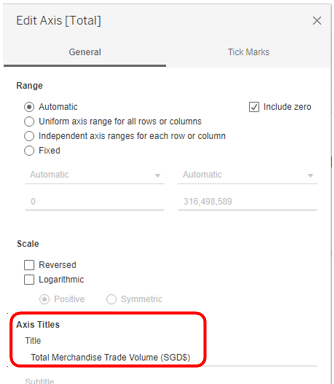 Edit Axis [Total]
General Tick Marks
Range
Automatic Include zero
Uniform axis range for all rows or columns
Independent axis ranges for each row or column
Fixed
Automatic Automatic
0 316,498,589
Scale
Reversed
Logarithmic
Positive Symmetric
Axis Titles
Title
Total Merchandise Trade Volume (SGD$)
Subtitle